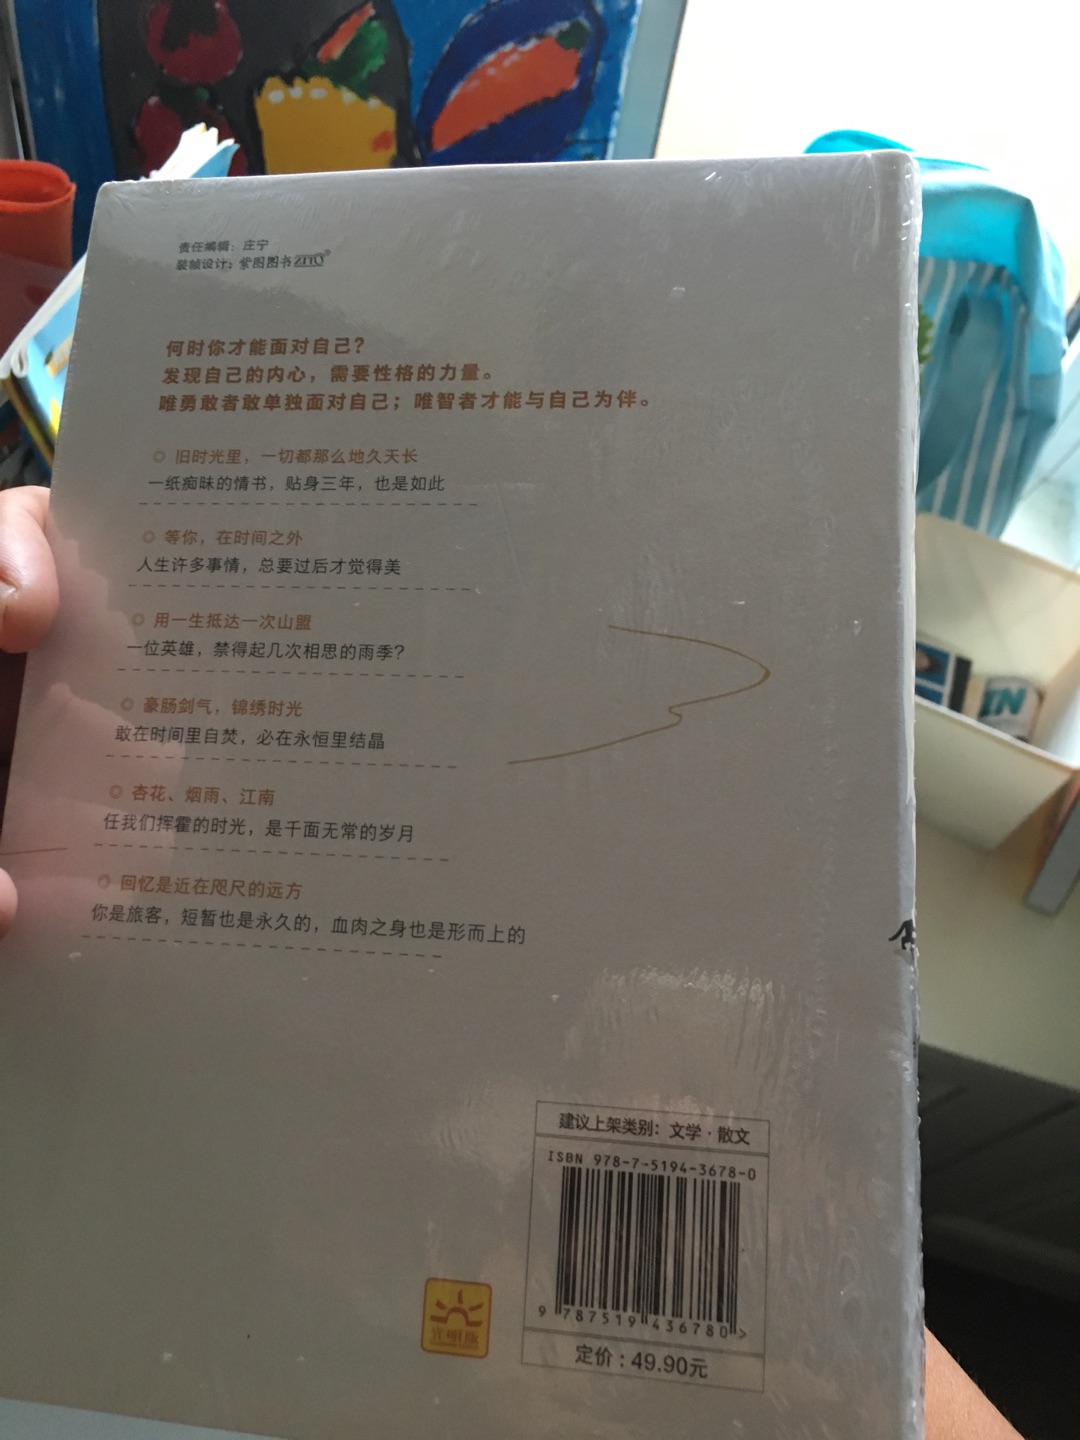 责任编辑：庄宁
装帧设计：紫图图书ZITO®
何时你才能面对自己？
发现自己的内心，需要性格的力量。
唯勇敢者敢单独面对自己；唯智者才能与自己为伴。
◎ 旧时光里，一切都那么地久天长
一纸痴昧的情书，贴身三年，也是如此
◎ 等你，在时间之外
人生许多事情，总要过后才觉得美
◎ 用一生抵达一次山盟
一位英雄，禁得起几次相思的雨季？
◎ 豪肠剑气，锦绣时光
敢在时间里自焚，必在永恒里结晶
◎ 杏花、烟雨、江南
任我们挥霍的时光，是千面无常的岁月
◎ 回忆是近在咫尺的远方
你是旅客，短暂也是永久的，血肉之身也是形而上的
建议上架类别：文学·散文
ISBN 978-7-5194-3678-0
9 787519 436780 >
光明版
定价：49.90元
IN